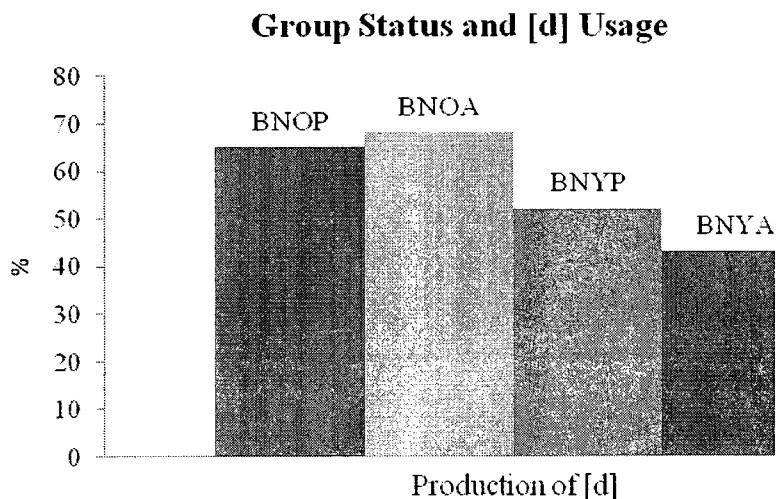 Group Status and [d] Usage
80
70
60
50
40
30
20
10
0
%
BNOP
BNOA
BNYP
BNYA
Production of [d]